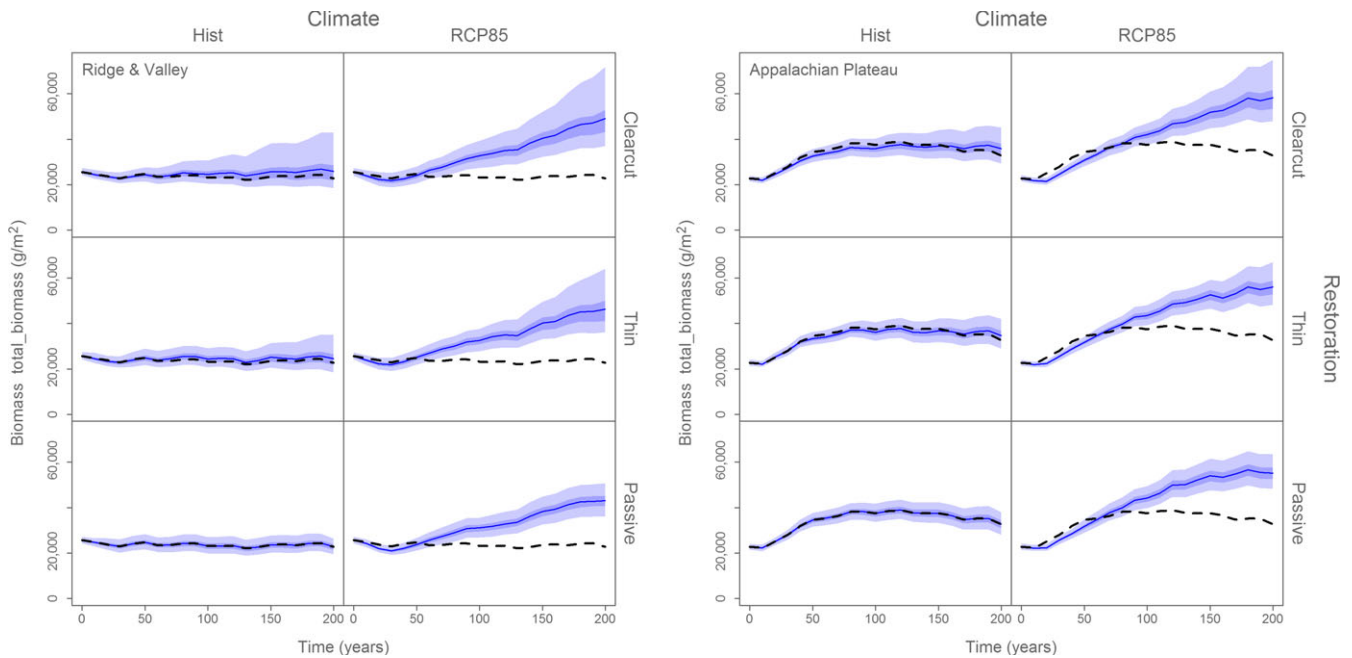 Climate
Hist RCP85
Ridge & Valley
Biomass total_biomass (g/m²)
0 20,000 60,000
Clearcut
0 20,000 60,000
Thin
0 20,000 60,000
Passive
0 50 100 150 200 0 50 100 150 200
Time (years)
Climate
Hist RCP85
Appalachian Plateau
Biomass total_biomass (g/m²)
0 20,000 60,000
Clearcut
0 20,000 60,000
Thin
0 20,000 60,000
Passive
Restoration
0 50 100 150 200 0 50 100 150 200
Time (years)